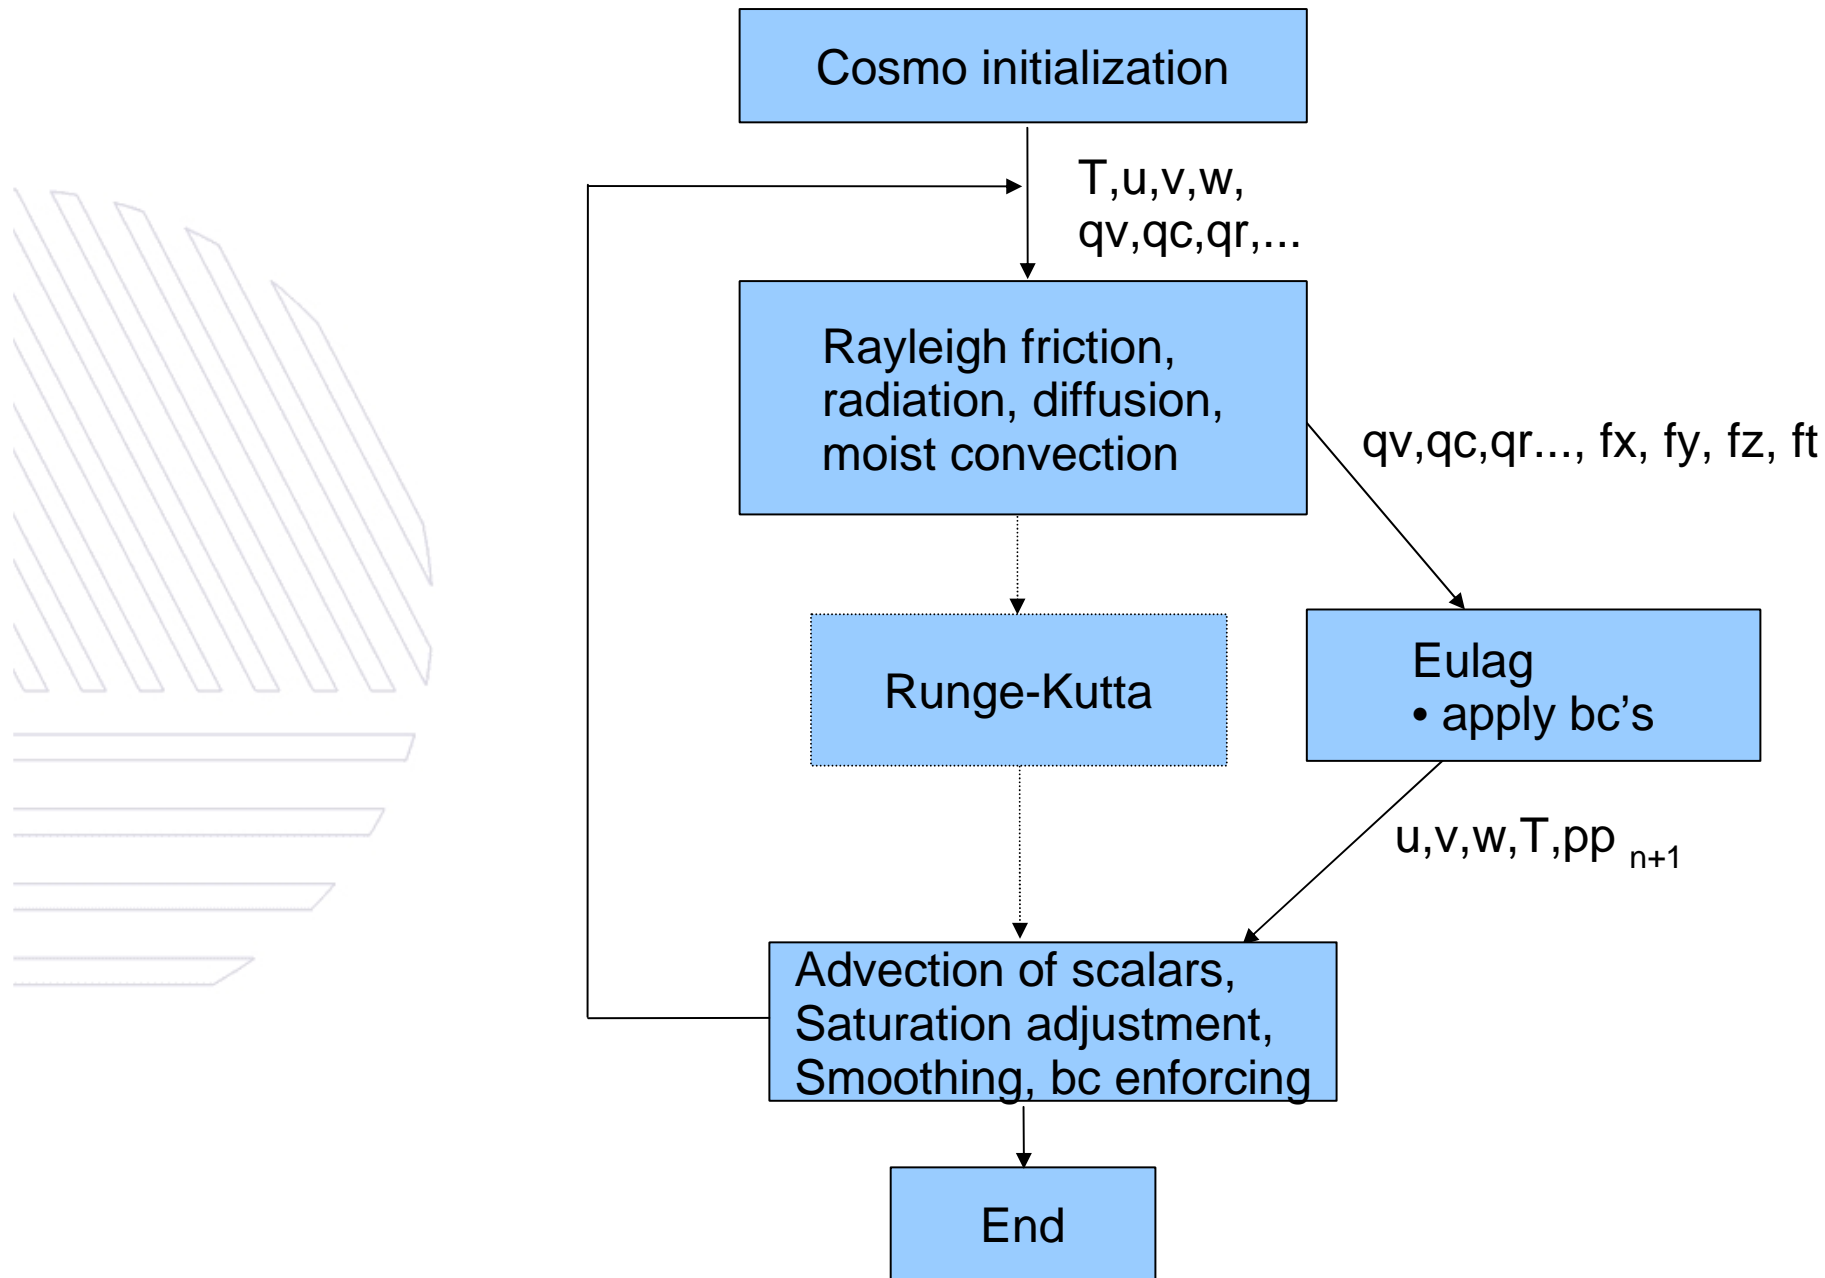 Cosmo initialization
T,u,v,w,
qv,qc,qr,...
Rayleigh friction,
radiation, diffusion,
moist convection
qv,qc,qr..., fx, fy, fz, ft
Runge-Kutta
Eulag
• apply bc’s
u,v,w,T,pp n+1
Advection of scalars,
Saturation adjustment,
Smoothing, bc enforcing
End